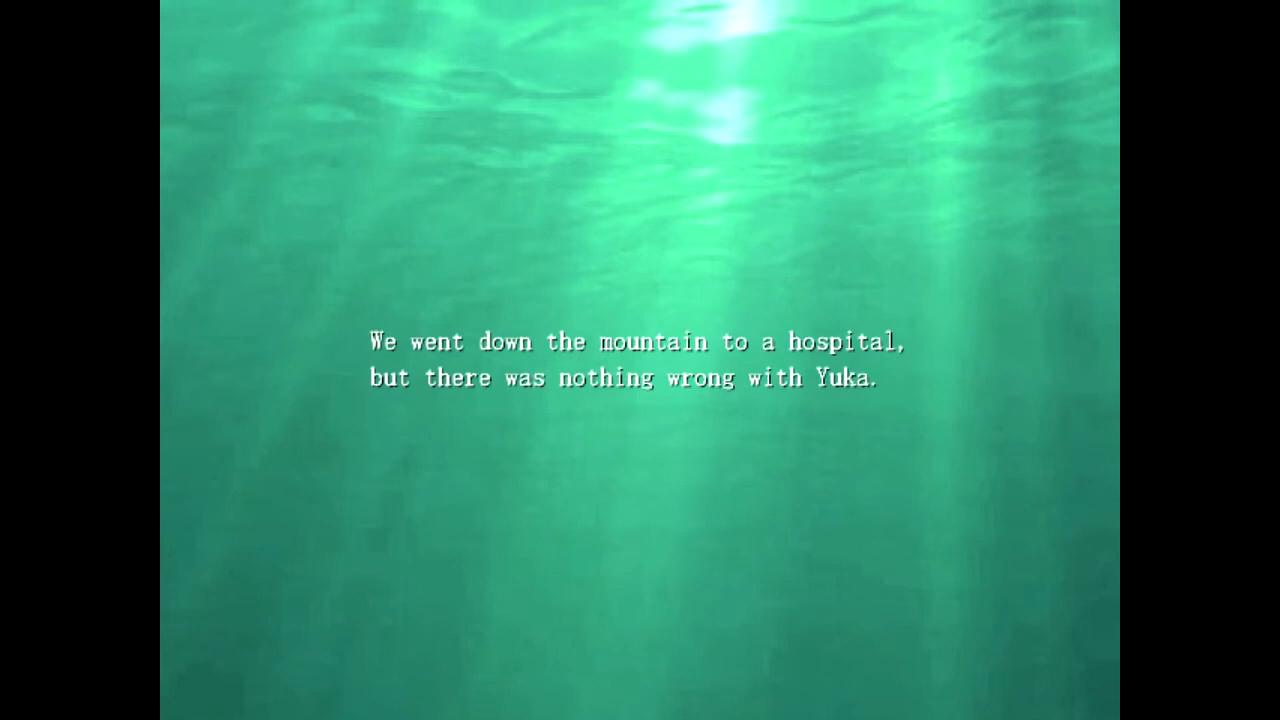 We went down the mountain to a hospital,
but there was nothing wrong with Yuka.